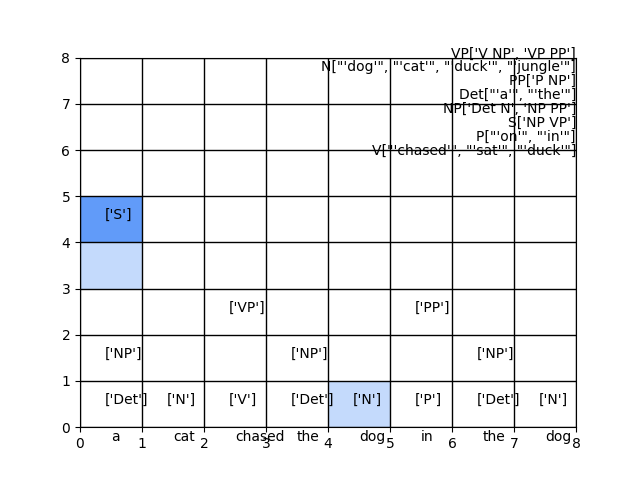 VP['V NP', 'VP PP']
N["'dog'", "'cat'", "'duck'", "'jungle'"]
PP['P NP']
Det["'a'", "'the'"]
NP['Det N', 'NP PP']
S['NP VP']
P["'on'", "'in'"]
V["'chased'", "'sat'", "'duck'"]
8
7
6
5
['S']
4
3
['VP'] ['PP']
2
['NP'] ['NP'] ['NP']
1
['Det'] ['N'] ['V'] ['Det'] ['N'] ['P'] ['Det'] ['N']
0
a cat chased the dog in the dog
0 1 2 3 4 5 6 7 8